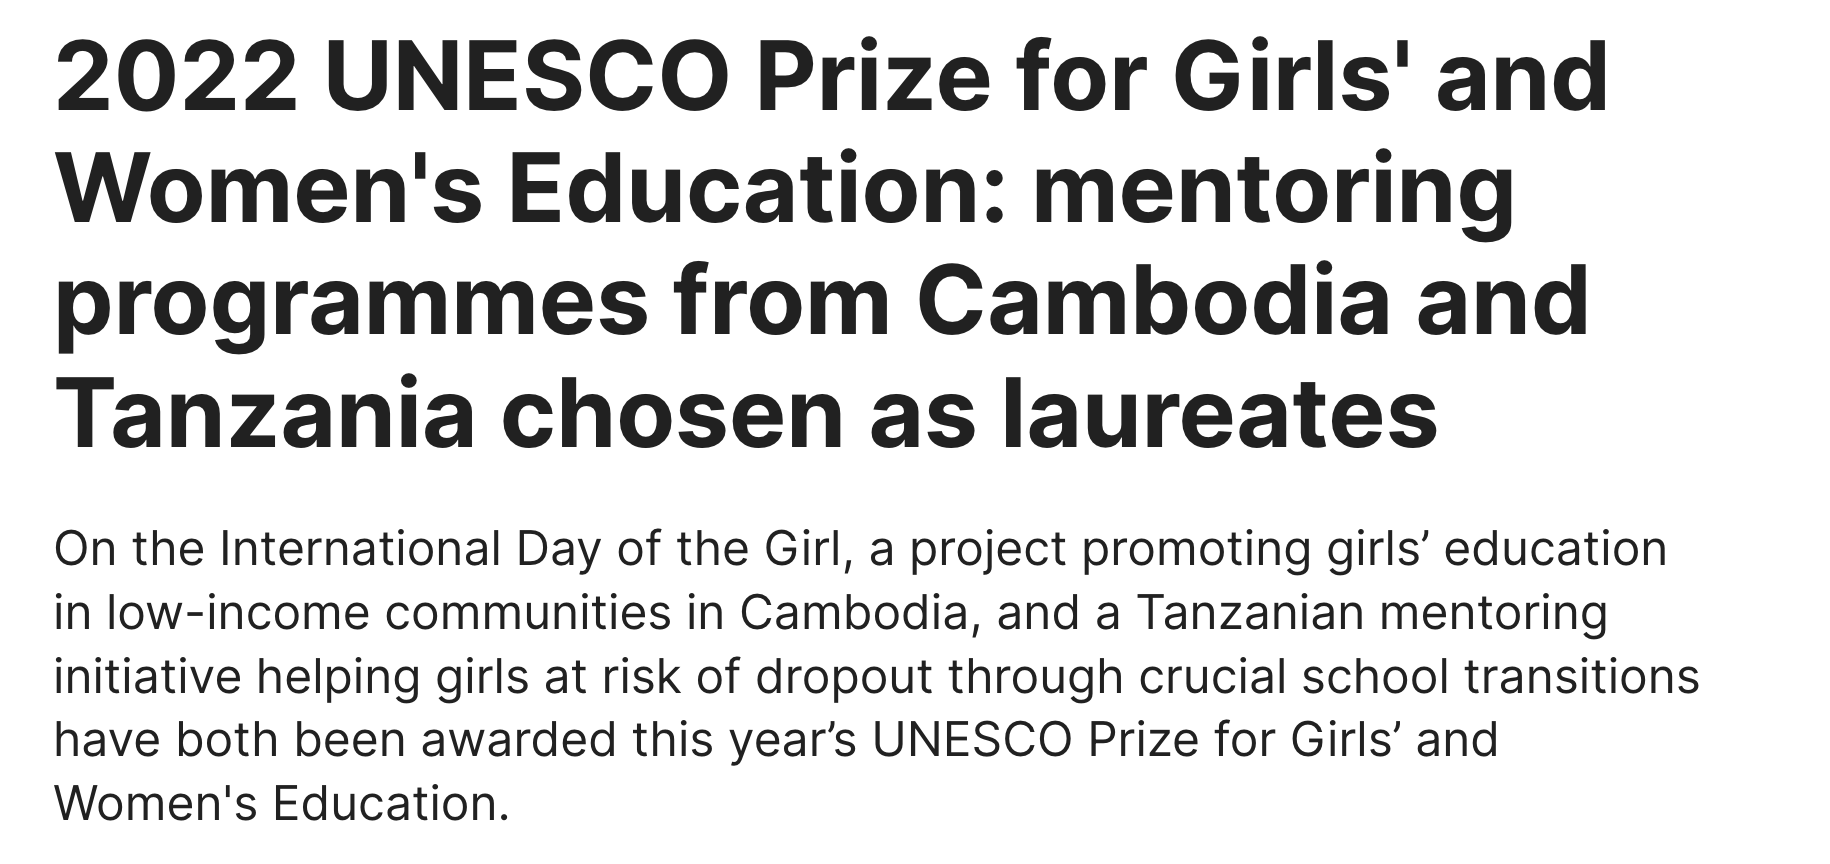 2022 UNESCO Prize for Girls' and
Women's Education: mentoring
programmes from Cambodia and
Tanzania chosen as laureates
On the International Day of the Girl, a project promoting girls’ education
in low-income communities in Cambodia, and a Tanzanian mentoring
initiative helping girls at risk of dropout through crucial school transitions
have both been awarded this year’s UNESCO Prize for Girls’ and
Women's Education.